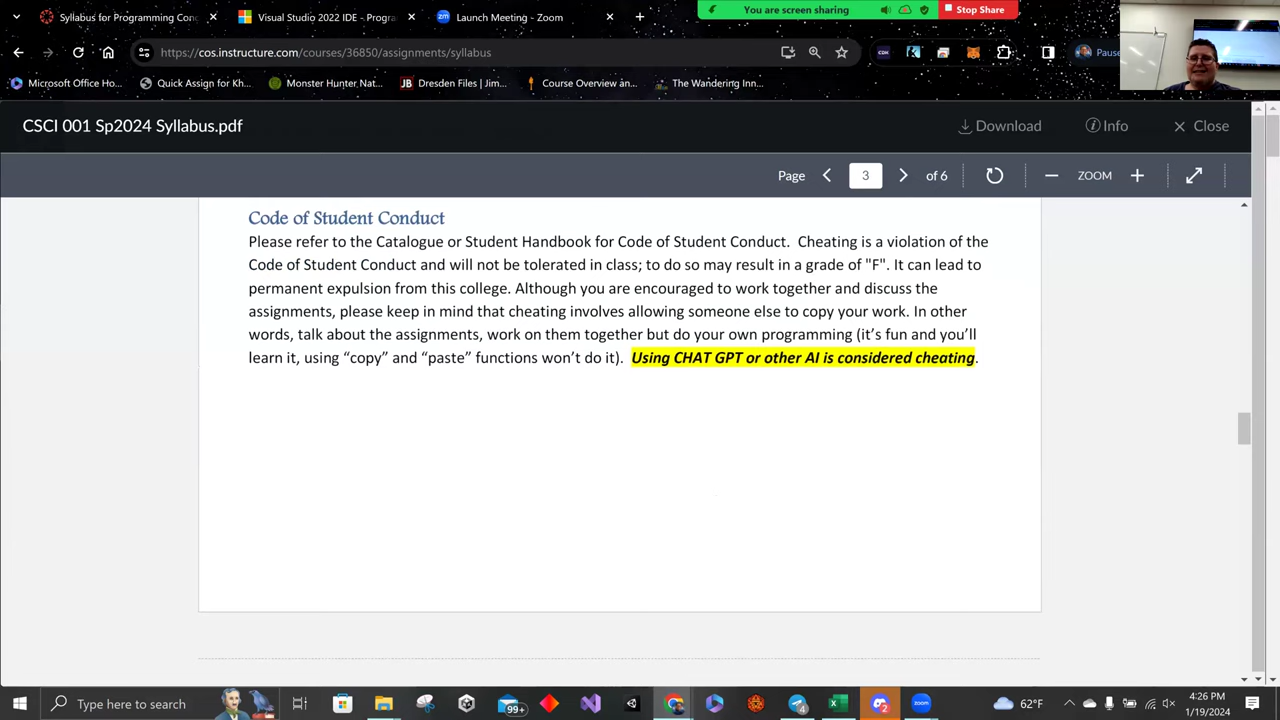 Syllabus for Programming Con
Visual Studio 2022 IDE - Progra
Launch Meeting - Zoom
You are screen sharing
Stop Share
https://cos.instructure.com/courses/36850/assignments/syllabus
Pause
Microsoft Office Ho...
Quick Assign for Kh...
Monster Hunter, Nat...
Dresden Files | Jim...
Course Overview an...
The Wandering Inn...
CSCI 001 Sp2024 Syllabus.pdf
Download
Info
Close
Page
3
of 6
ZOOM
Code of Student Conduct
Please refer to the Catalogue or Student Handbook for Code of Student Conduct. Cheating is a violation of the
Code of Student Conduct and will not be tolerated in class; to do so may result in a grade of "F". It can lead to
permanent expulsion from this college. Although you are encouraged to work together and discuss the
assignments, please keep in mind that cheating involves allowing someone else to copy your work. In other
words, talk about the assignments, work on them together but do your own programming (it's fun and you'll
learn it, using “copy” and “paste” functions won't do it). Using CHAT GPT or other AI is considered cheating.
Type here to search
99+
4
2
62°F
4:26 PM
1/19/2024